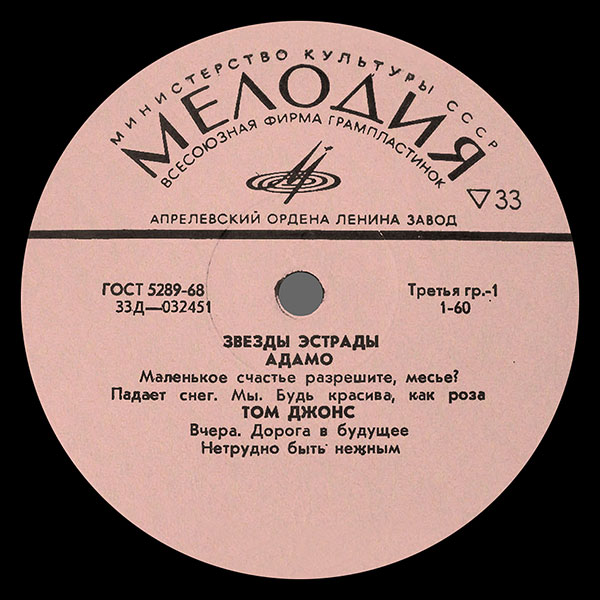 МИНИСТЕРСТВО КУЛЬТУРЫ СССР
МЕЛОДИЯ
ВСЕСОЮЗНАЯ ФИРМА ГРАМПЛАСТИНОК
▽33
АПРЕЛЕВСКИЙ ОРДЕНА ЛЕНИНА ЗАВОД
ГОСТ 5289-68 Третья гр.-1
33Д—032451 1-60
ЗВЕЗДЫ ЭСТРАДЫ
АДАМО
Маленькое счастье разрешите, месье?
Падает снег. Мы. Будь красива, как роза
ТОМ ДЖОНС
Вчера. Дорога в будущее
Нетрудно быть нежным